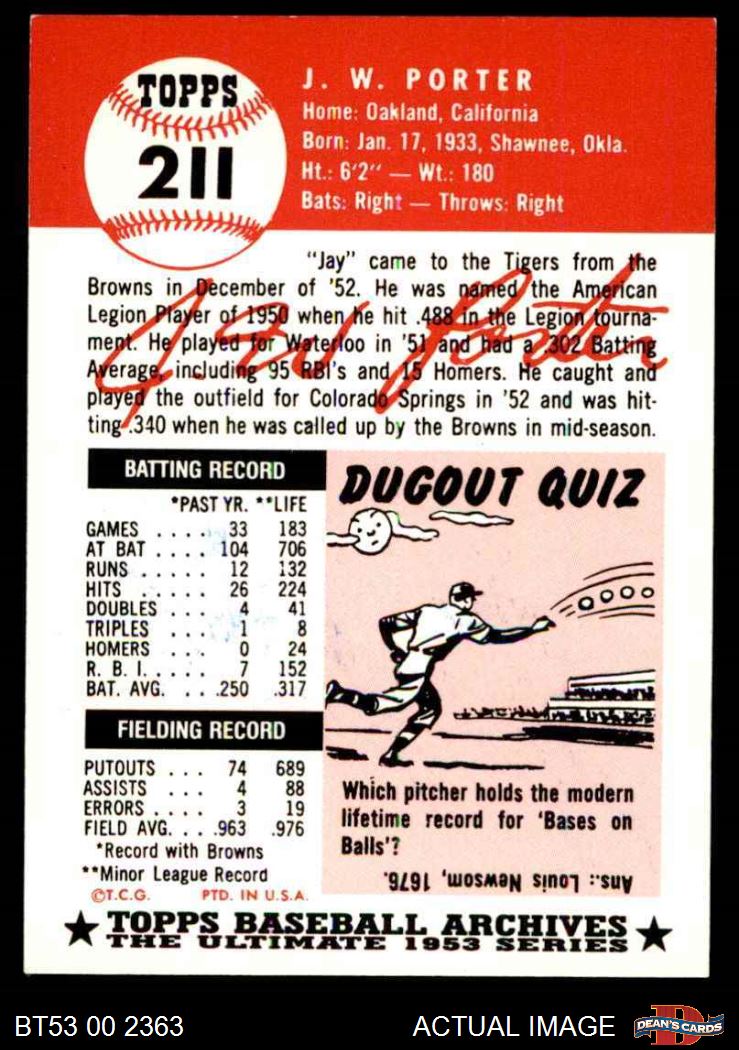 TOPPS
211
J. W. PORTER
Home: Oakland, California
Born: Jan. 17, 1933, Shawnee, Okla.
Ht.: 6'2" — Wt.: 180
Bats: Right — Throws: Right
"Jay" came to the Tigers from the
Browns in December of '52. He was named the American
Legion Player of 1950 when he hit .488 in the Legion tourna-
ment. He played for Waterloo in '51 and had a .302 Batting
Average, including 95 RBI's and 15 Homers. He caught and
played the outfield for Colorado Springs in '52 and was hit-
ting .340 when he was called up by the Browns in mid-season.
J. W. Porter
BATTING RECORD
*PAST YR. **LIFE
GAMES .... 33 183
AT BAT .... 104 706
RUNS ..... 12 132
HITS ...... 26 224
DOUBLES ... 4 41
TRIPLES .... 1 8
HOMERS ... 0 24
R. B. I. ..... 7 152
BAT. AVG. ... .250 .317
FIELDING RECORD
PUTOUTS ... 74 689
ASSISTS .... 4 88
ERRORS .... 3 19
FIELD AVG. ... .963 .976
*Record with Browns
**Minor League Record
©T.C.G. PTD. IN U.S.A.
DUGOUT QUIZ
Which pitcher holds the modern
lifetime record for 'Bases on
Balls'?
Ans.: Louis Newsom, 1676.
TOPPS BASEBALL ARCHIVES
THE ULTIMATE 1953 SERIES
BT53 00 2363
ACTUAL IMAGE
D
DEAN'S CARDS